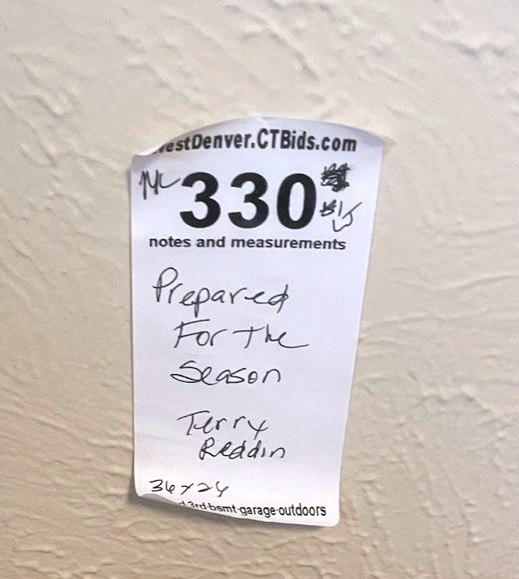 estDenver.CTBids.com
330
notes and measurements
Prepared
For The
Season
Terry
Reddin
36x24
3rd-bsmt-garage-outdoors